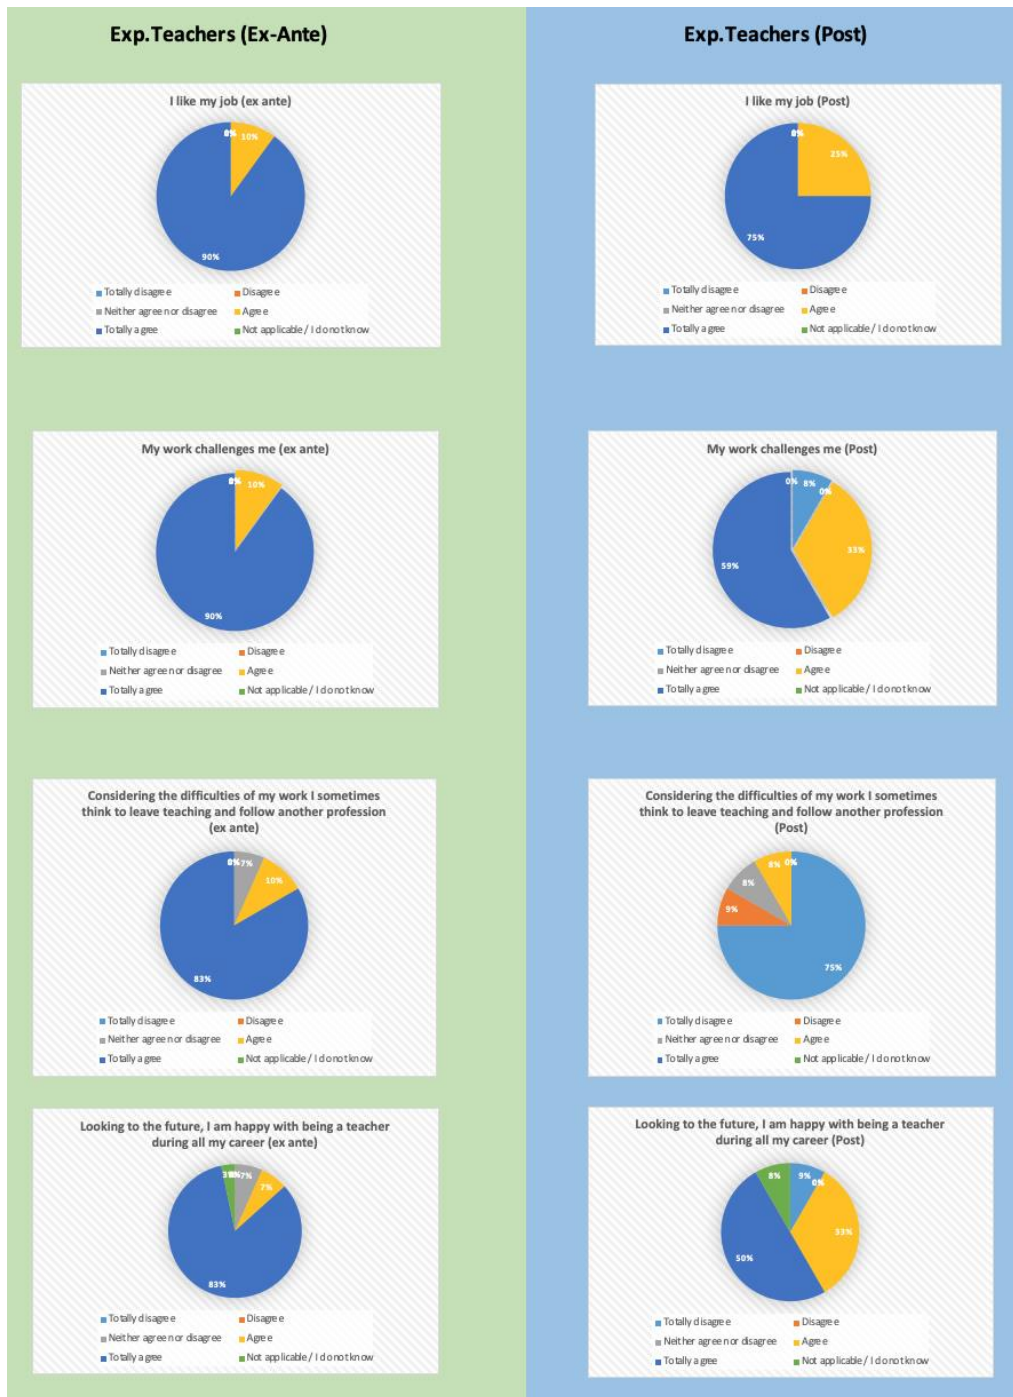 Exp.Teachers (Ex-Ante)
Exp.Teachers (Post)
I like my job (ex ante)
0%
10%
90%
Totally disagree
Disagree
Neither agree nor disagree
Agree
Totally agree
Not applicable / I do not know
I like my job (Post)
0%
25%
75%
Totally disagree
Disagree
Neither agree nor disagree
Agree
Totally agree
Not applicable / I do not know
My work challenges me (ex ante)
0%
10%
90%
Totally disagree
Disagree
Neither agree nor disagree
Agree
Totally agree
Not applicable / I do not know
My work challenges me (Post)
0%
8%
0%
33%
59%
Totally disagree
Disagree
Neither agree nor disagree
Agree
Totally agree
Not applicable / I do not know
Considering the difficulties of my work I sometimes
think to leave teaching and follow another profession
(ex ante)
0%
7%
10%
83%
Totally disagree
Disagree
Neither agree nor disagree
Agree
Totally agree
Not applicable / I do not know
Considering the difficulties of my work I sometimes
think to leave teaching and follow another profession
(Post)
8%
0%
8%
9%
75%
Totally disagree
Disagree
Neither agree nor disagree
Agree
Totally agree
Not applicable / I do not know
Looking to the future, I am happy with being a teacher
during all my career (ex ante)
3%
0%
7%
7%
83%
Totally disagree
Disagree
Neither agree nor disagree
Agree
Totally agree
Not applicable / I do not know
Looking to the future, I am happy with being a teacher
during all my career (Post)
8%
9%
0%
33%
50%
Totally disagree
Disagree
Neither agree nor disagree
Agree
Totally agree
Not applicable / I do not know